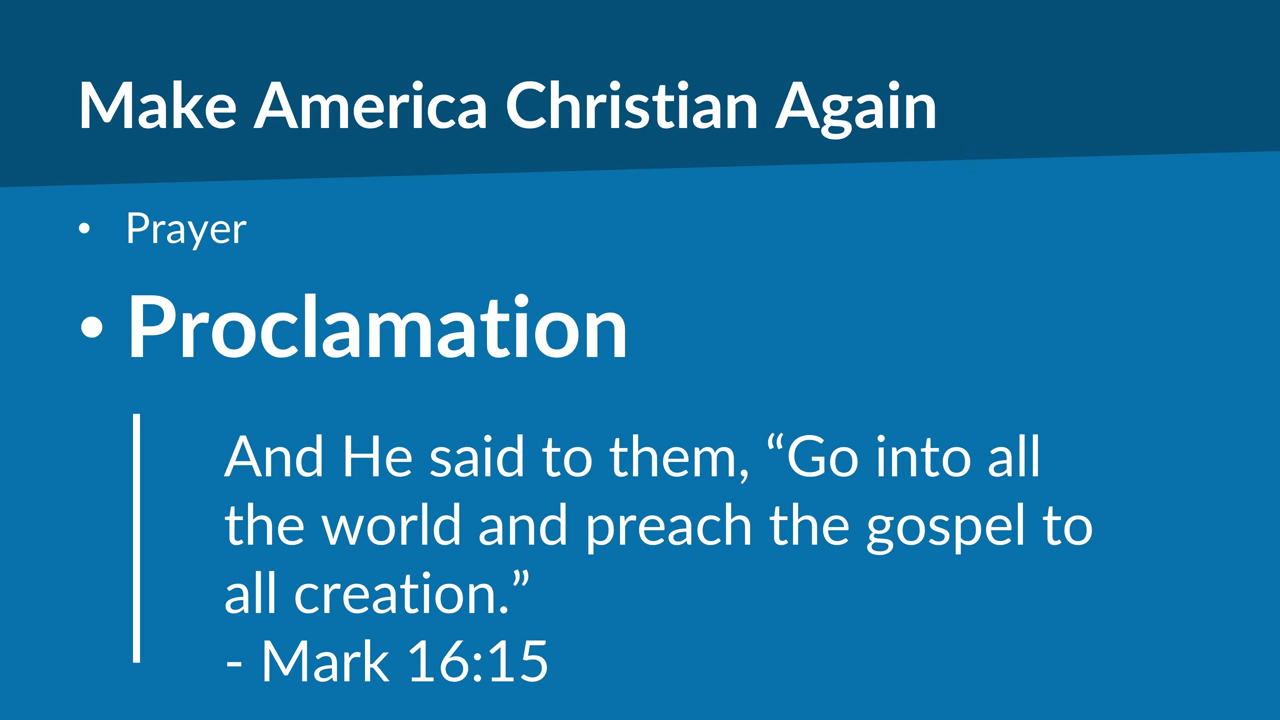 Make America Christian Again
• Prayer
• Proclamation
And He said to them, “Go into all
the world and preach the gospel to
all creation.”
- Mark 16:15